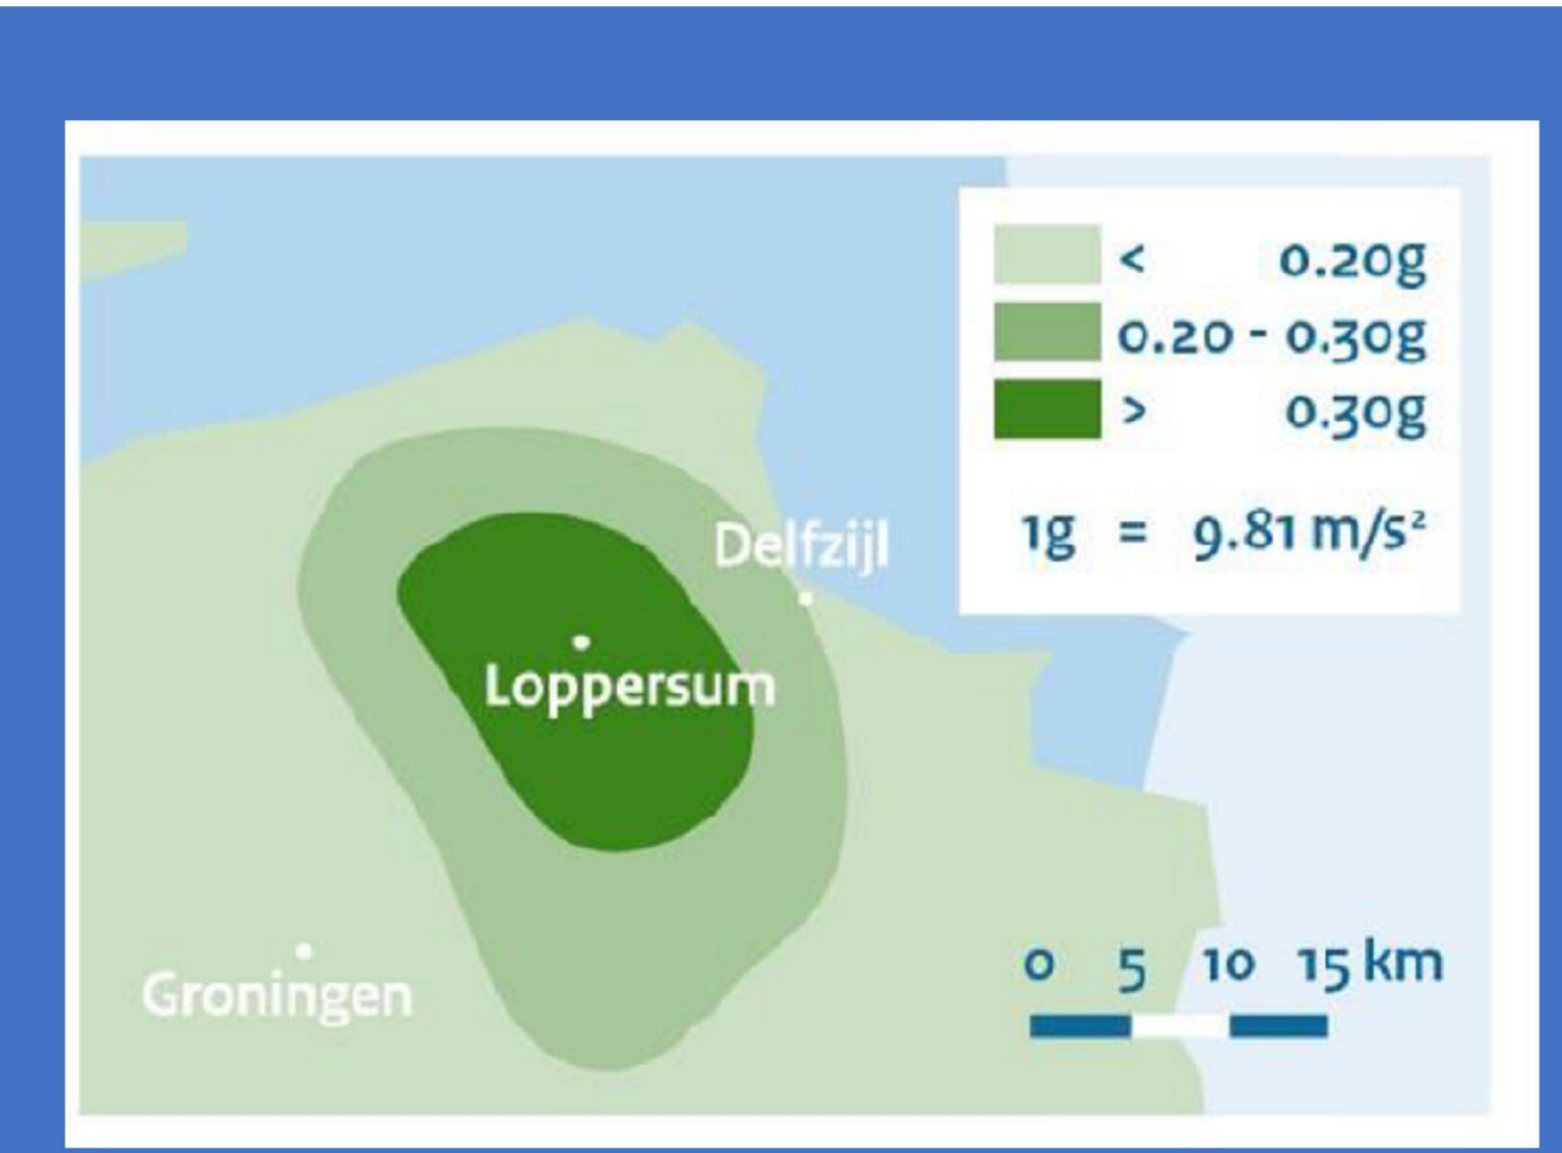 < 0.20g
0.20 - 0.30g
> 0.30g
1g = 9.81 m/s²
Delfzijl
Loppersum
Groningen
0 5 10 15 km